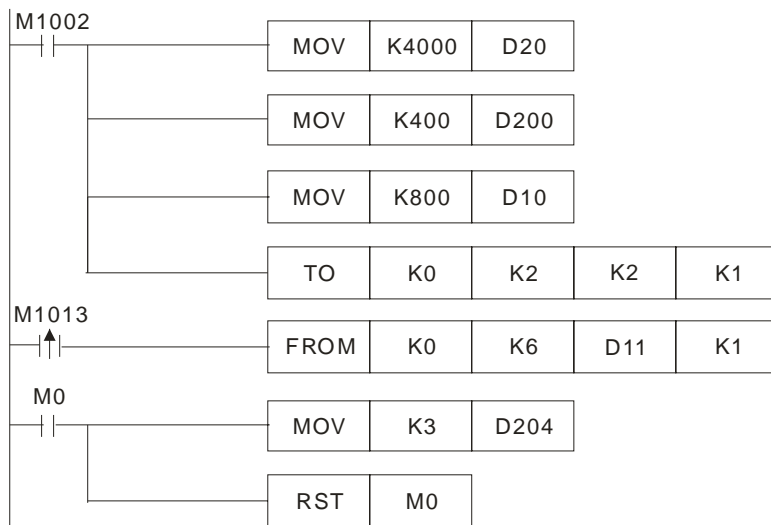 M1002
MOV K4000 D20
MOV K400 D200
MOV K800 D10
TO K0 K2 K2 K1
M1013
FROM K0 K6 D11 K1
M0
MOV K3 D204
RST M0